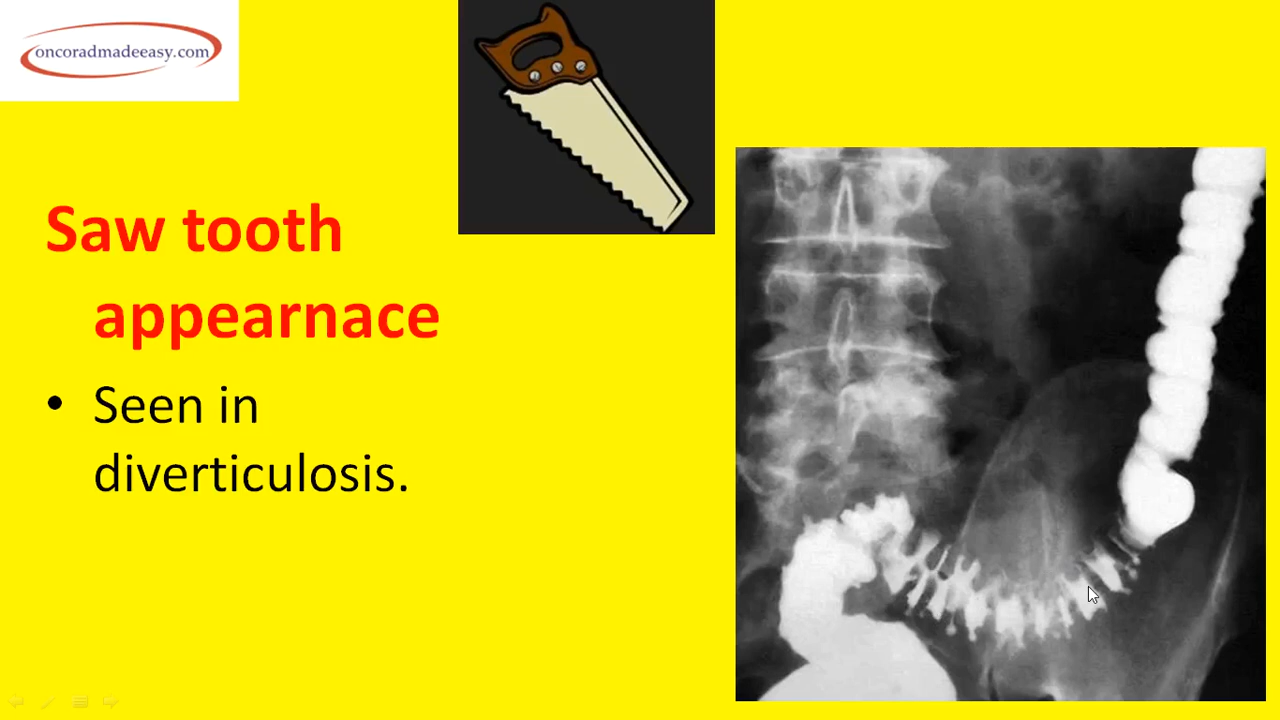 oncoradmadeeasy.com
Saw tooth
appearnace
• Seen in
diverticulosis.